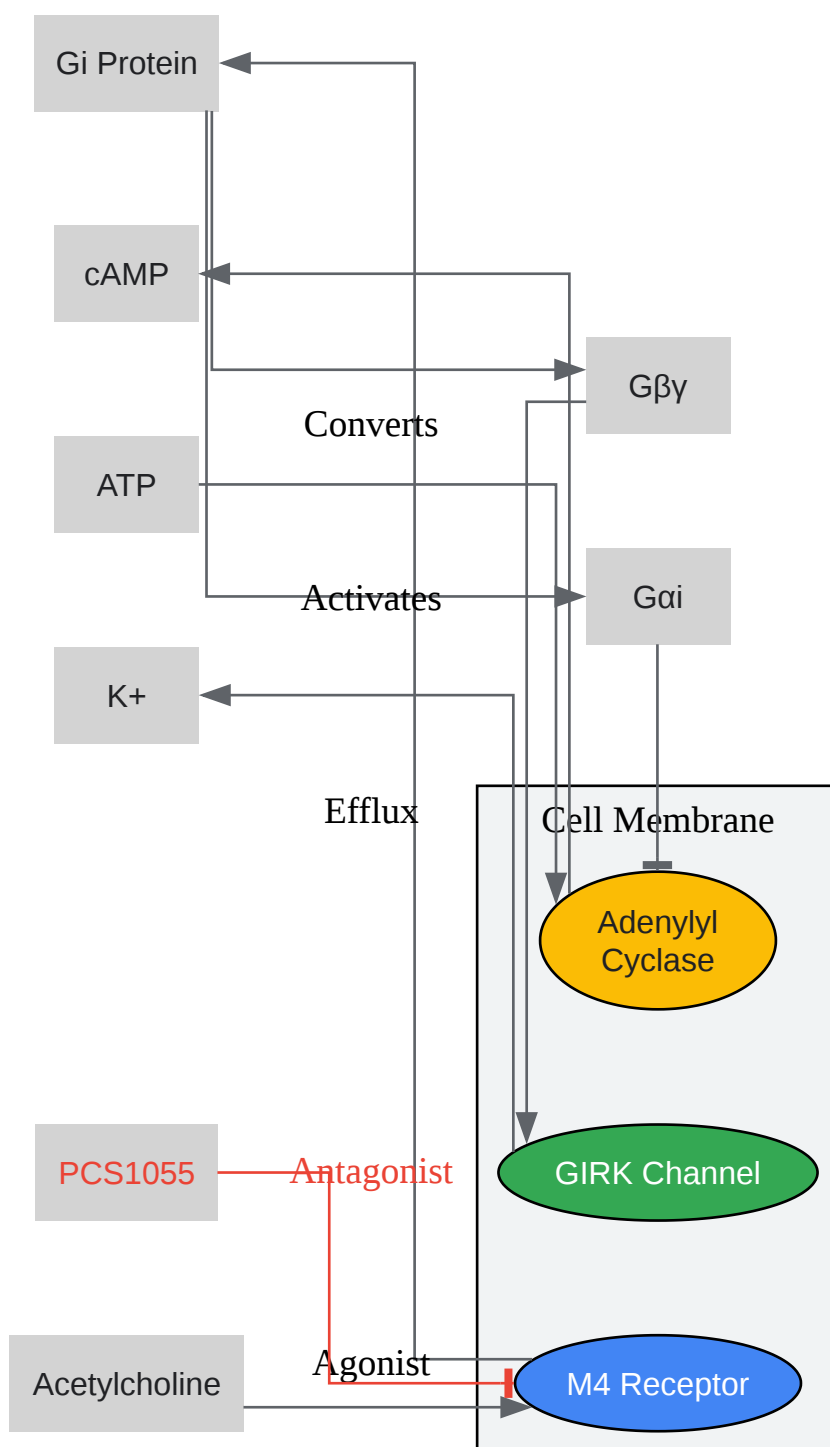 Gi Protein
cAMP
Gβγ
Converts
ATP
Activates
Gαi
K+
Efflux
Cell Membrane
Adenylyl
Cyclase
PCS1055
Antagonist
GIRK Channel
Agonist
Acetylcholine
M4 Receptor